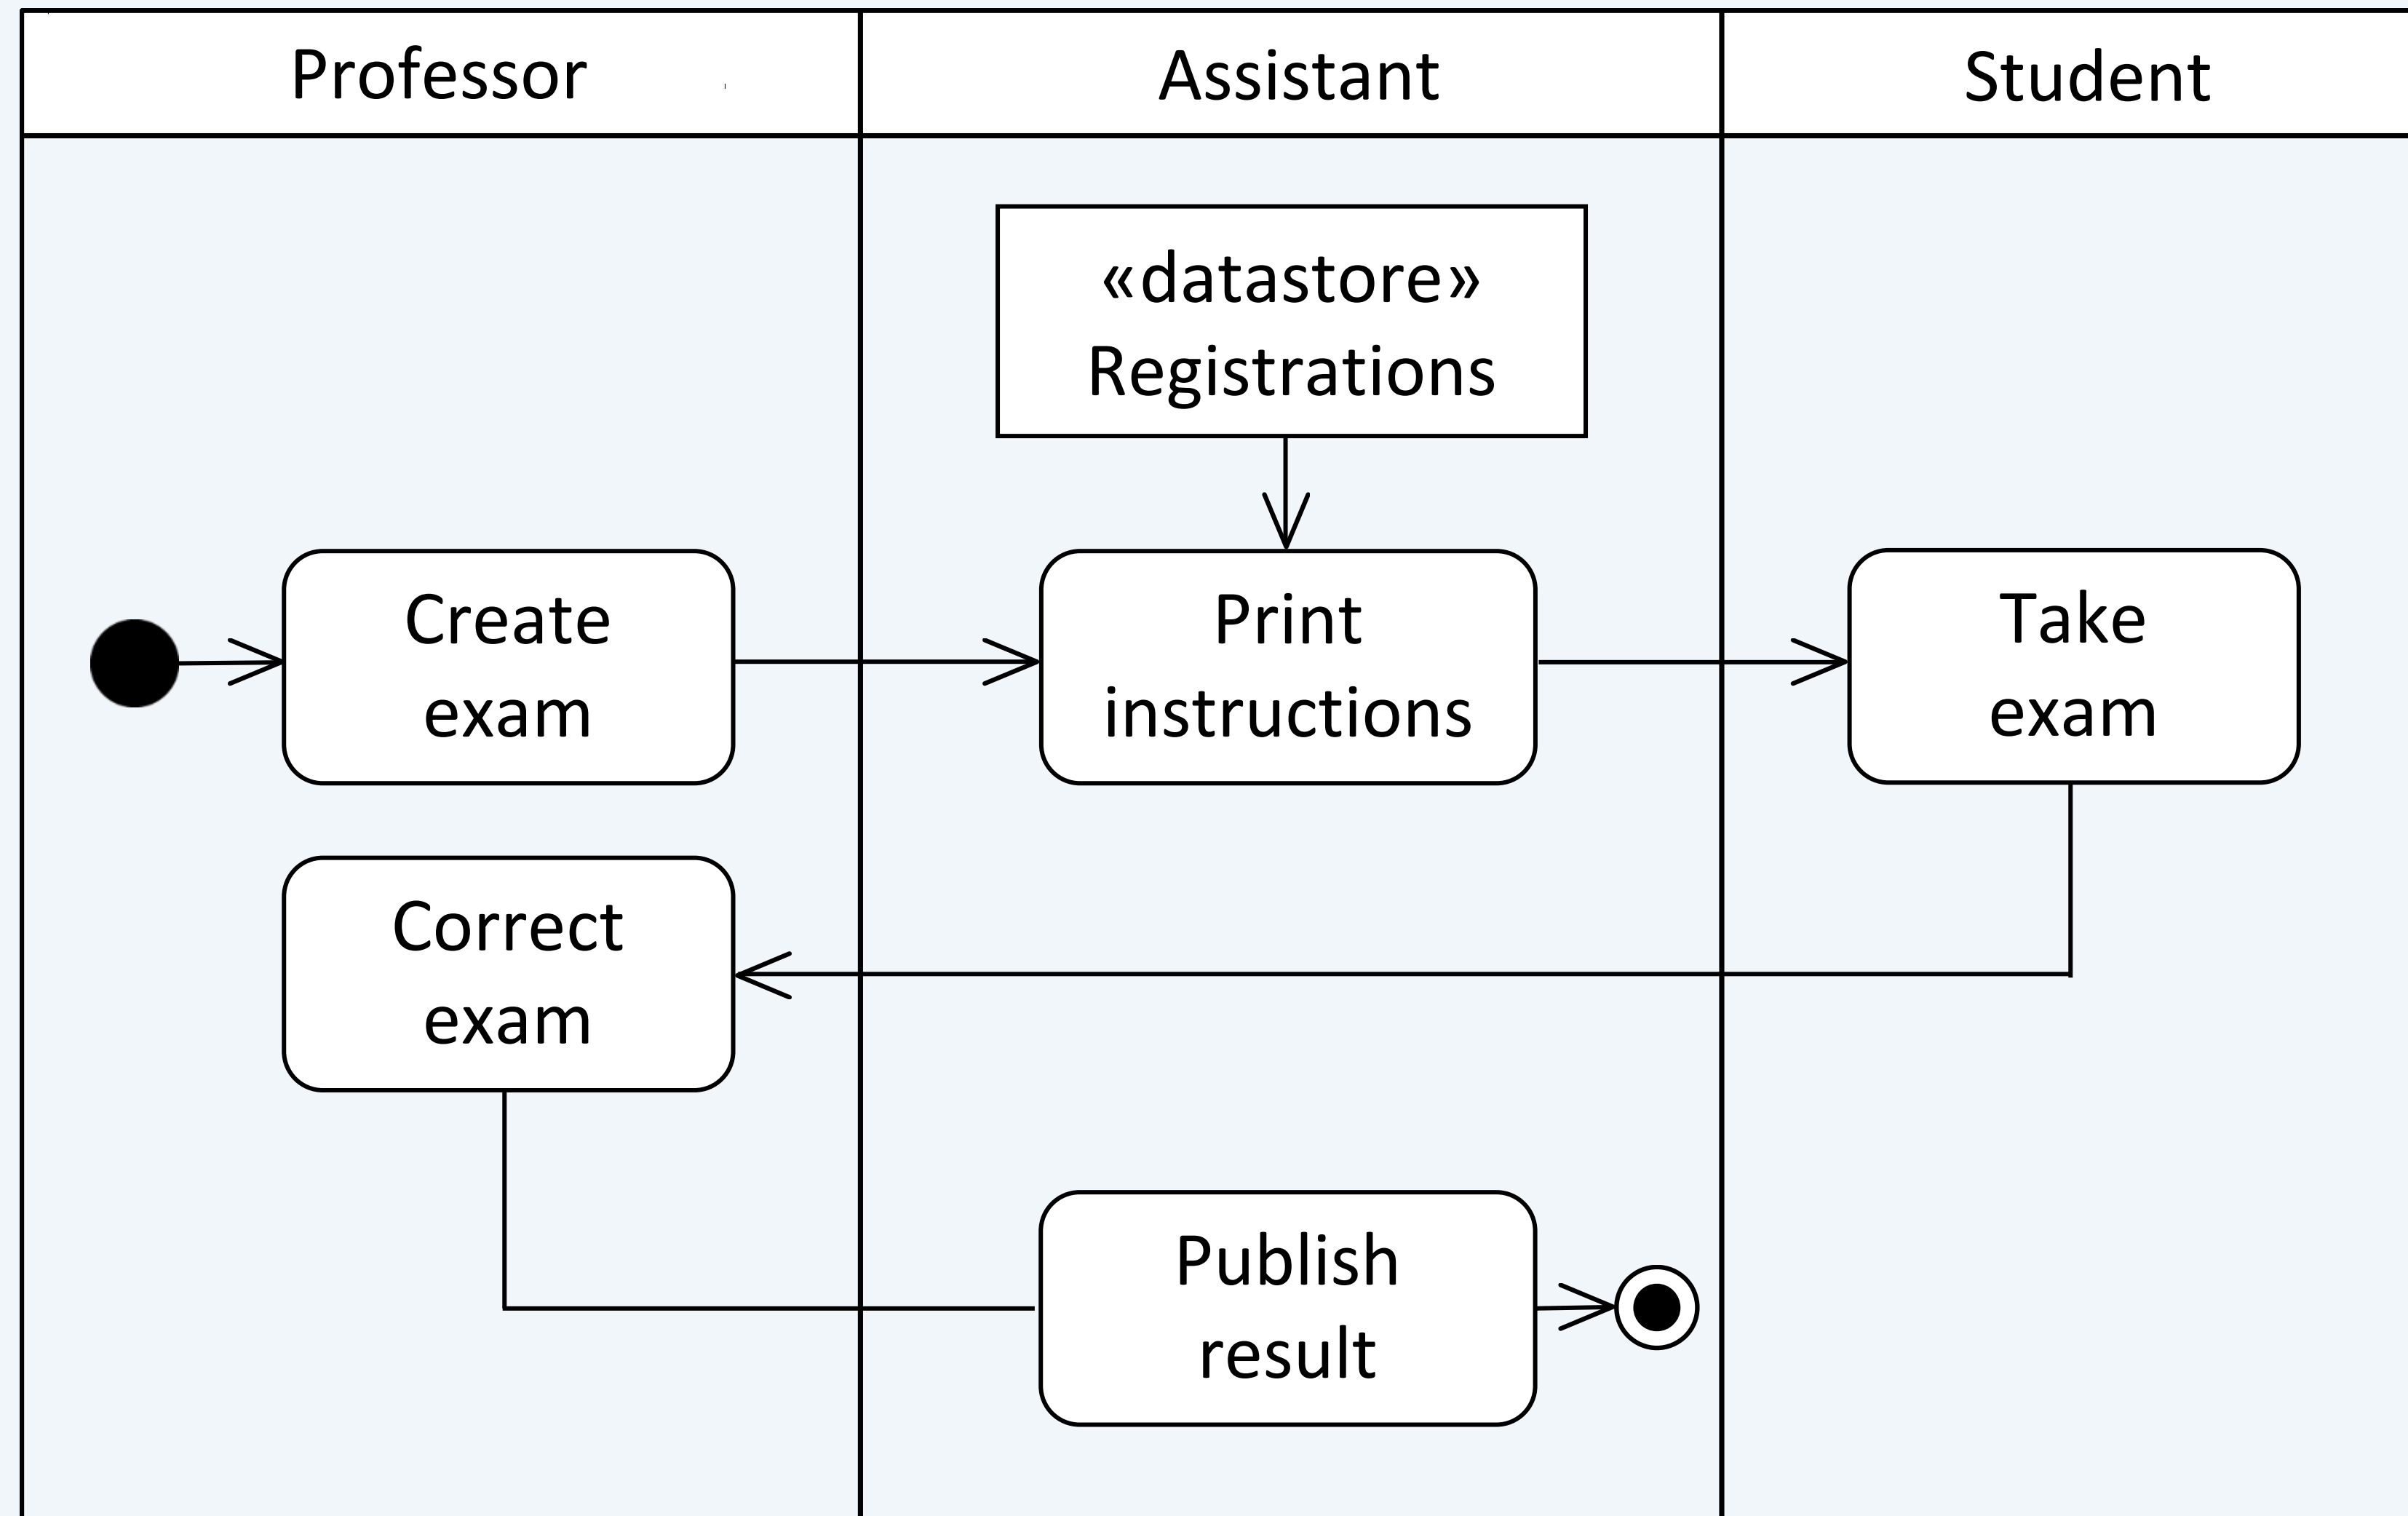 Professor
Assistant
Student
«datastore»
Registrations
Create
exam
Print
instructions
Take
exam
Correct
exam
Publish
result